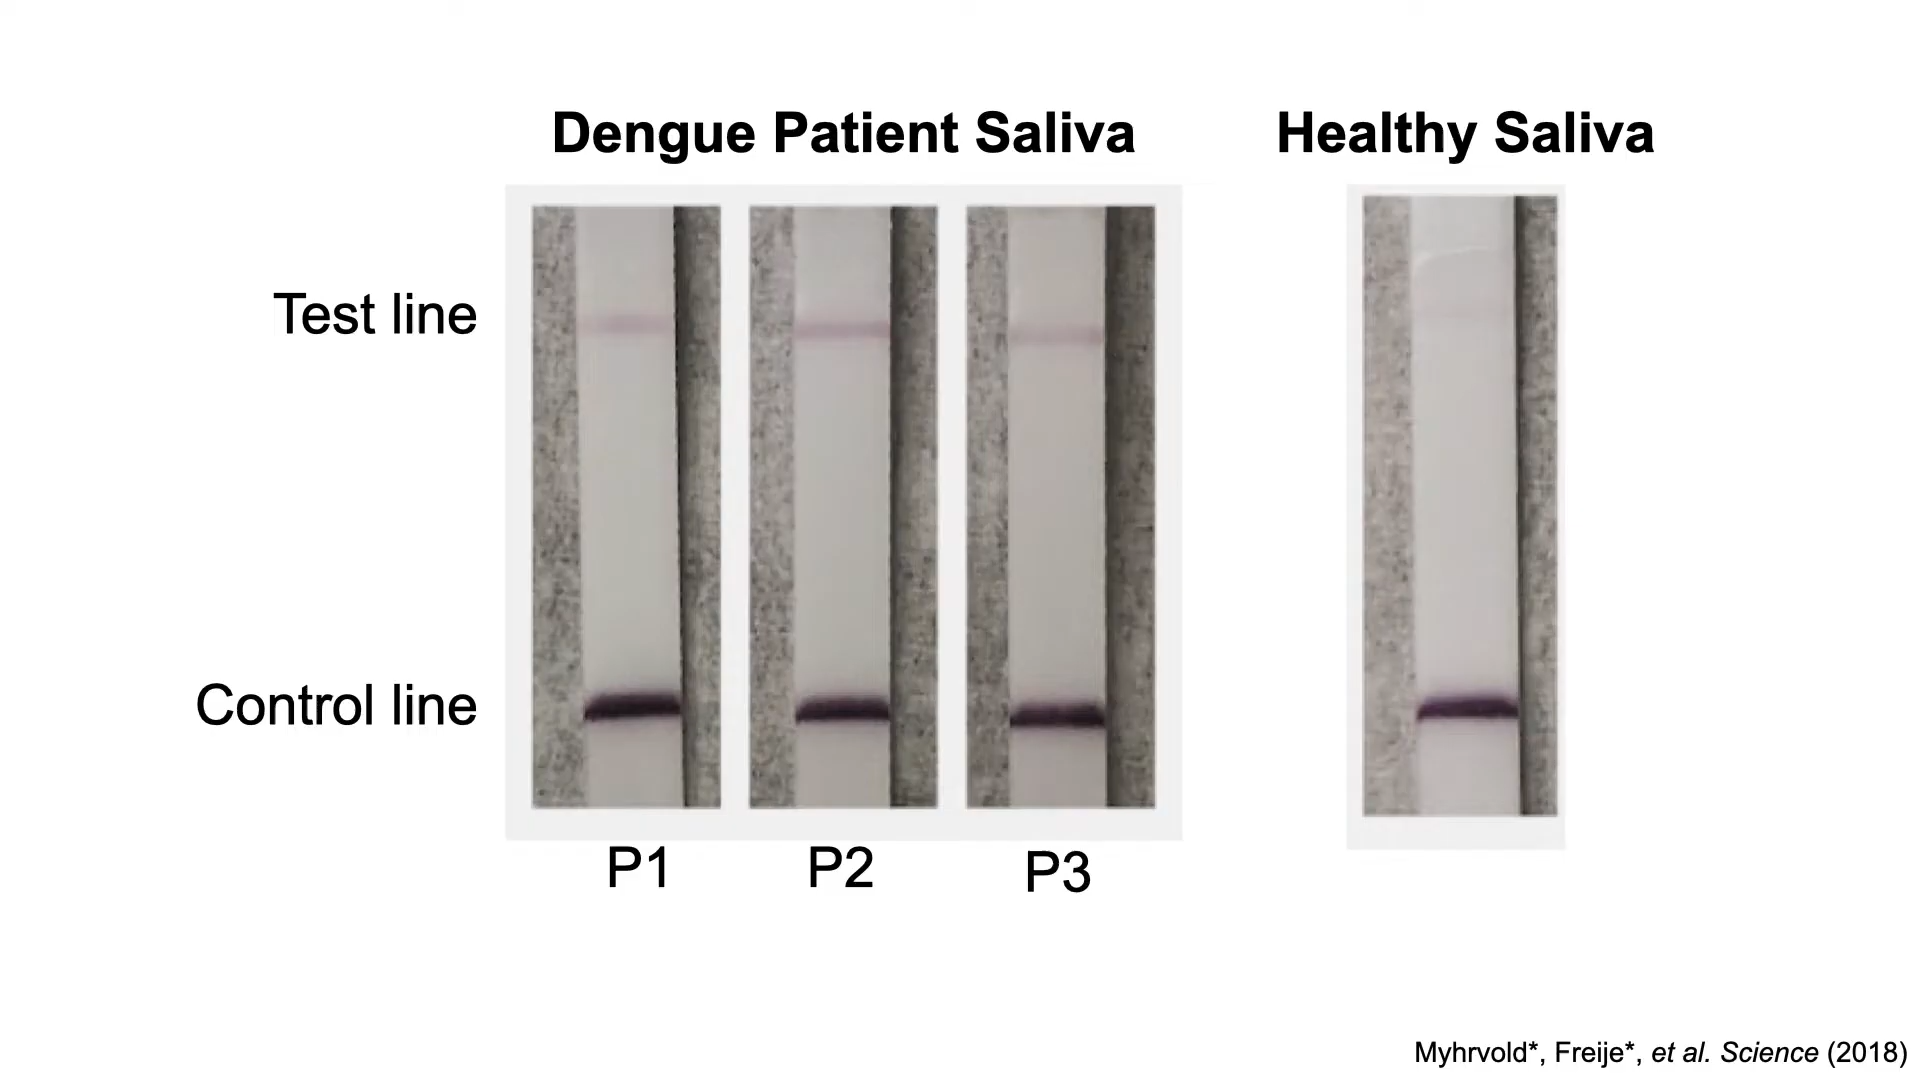 Dengue Patient Saliva
Healthy Saliva
Test line
Control line
P1
P2
P3
Myhrvold*, Freije*, et al. Science (2018)